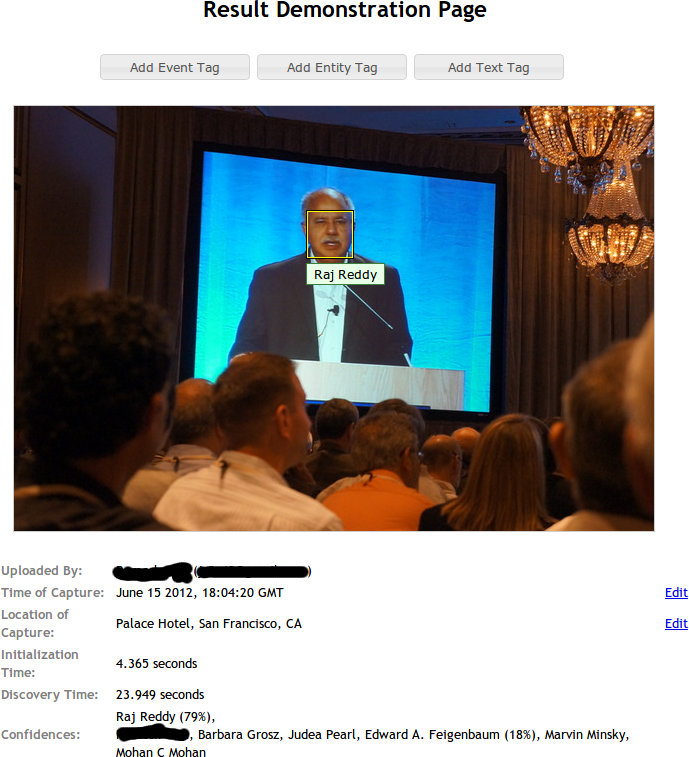 Result Demonstration Page
Add Event Tag Add Entity Tag Add Text Tag
Raj Reddy
Uploaded By: ( )
Time of Capture: June 15 2012, 18:04:20 GMT Edit
Location of
Capture: Palace Hotel, San Francisco, CA Edit
Initialization
Time: 4.365 seconds
Discovery Time: 23.949 seconds
Raj Reddy (79%),
Confidences: , Barbara Grosz, Judea Pearl, Edward A. Feigenbaum (18%), Marvin Minsky,
Mohan C Mohan